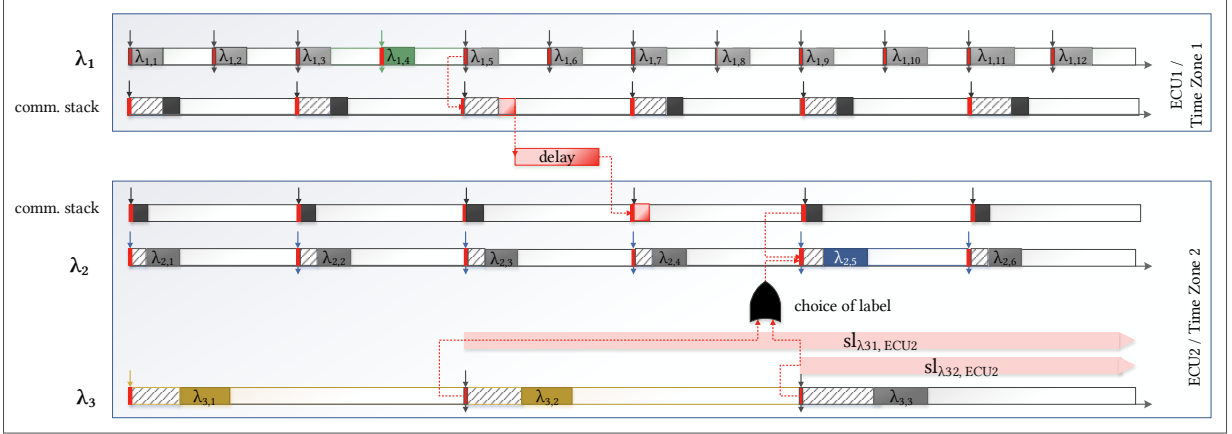 λ1
λ1,1 λ1,2 λ1,3 λ1,4 λ1,5 λ1,6 λ1,7 λ1,8 λ1,9 λ1,10 λ1,11 λ1,12
comm. stack
ECU1 /
Time Zone 1
delay
comm. stack
λ2
λ2,1 λ2,2 λ2,3 λ2,4 λ2,5 λ2,6
choice of label
slλ31, ECU2
slλ32, ECU2
λ3
λ3,1 λ3,2 λ3,3
ECU2 / Time Zone 2